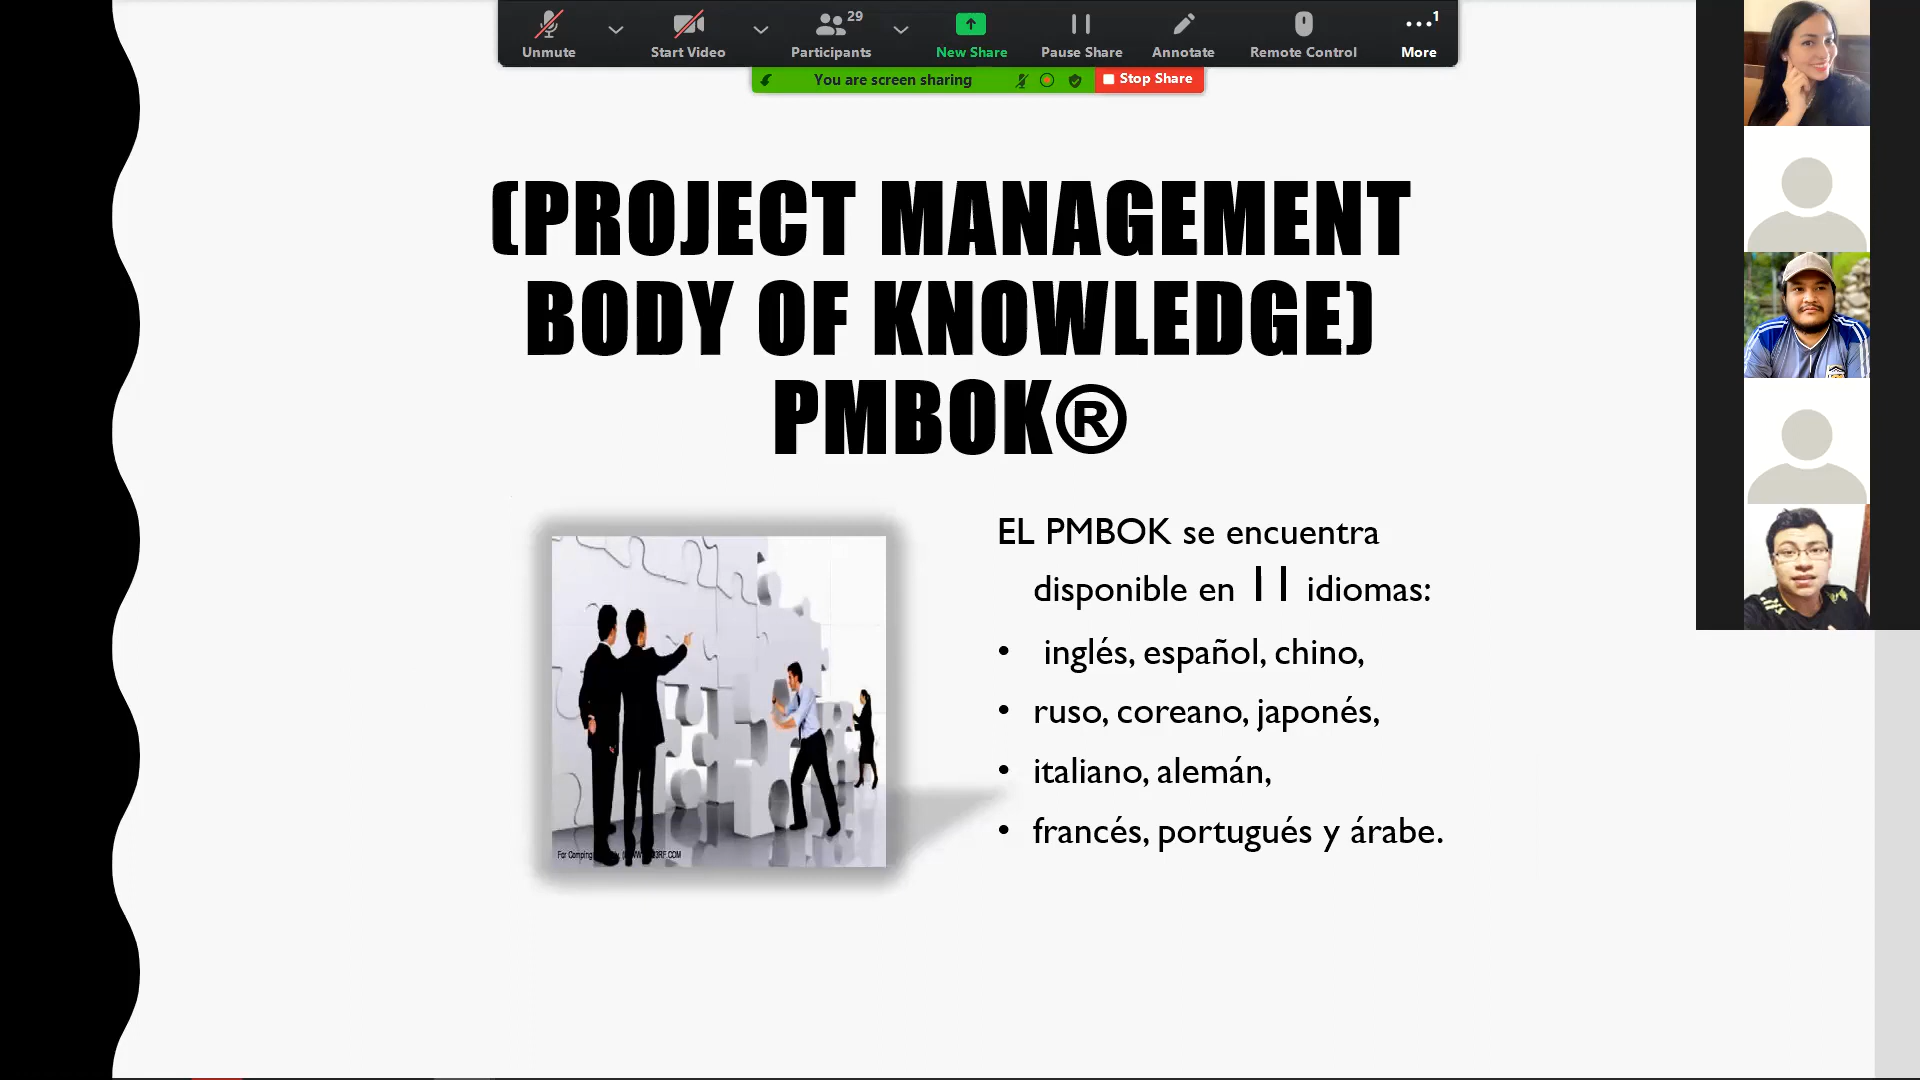 29
1
Unmute
Start Video
Participants
New Share
Pause Share
Annotate
Remote Control
More
You are screen sharing
Stop Share
(PROJECT MANAGEMENT
BODY OF KNOWLEDGE)
PMBOK®
EL PMBOK se encuentra
disponible en 11 idiomas:
• inglés, español, chino,
• ruso, coreano, japonés,
• italiano, alemán,
• francés, portugués y árabe.